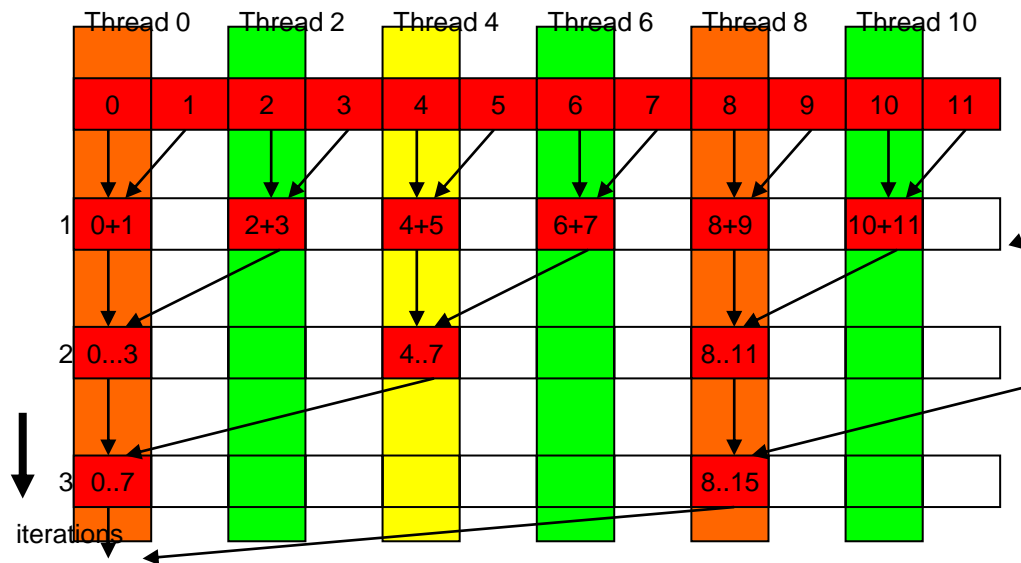 Thread 0 Thread 2 Thread 4 Thread 6 Thread 8 Thread 10
0 1 2 3 4 5 6 7 8 9 10 11
1 0+1 2+3 4+5 6+7 8+9 10+11
2 0...3 4..7 8..11
3 0..7 8..15
iterations